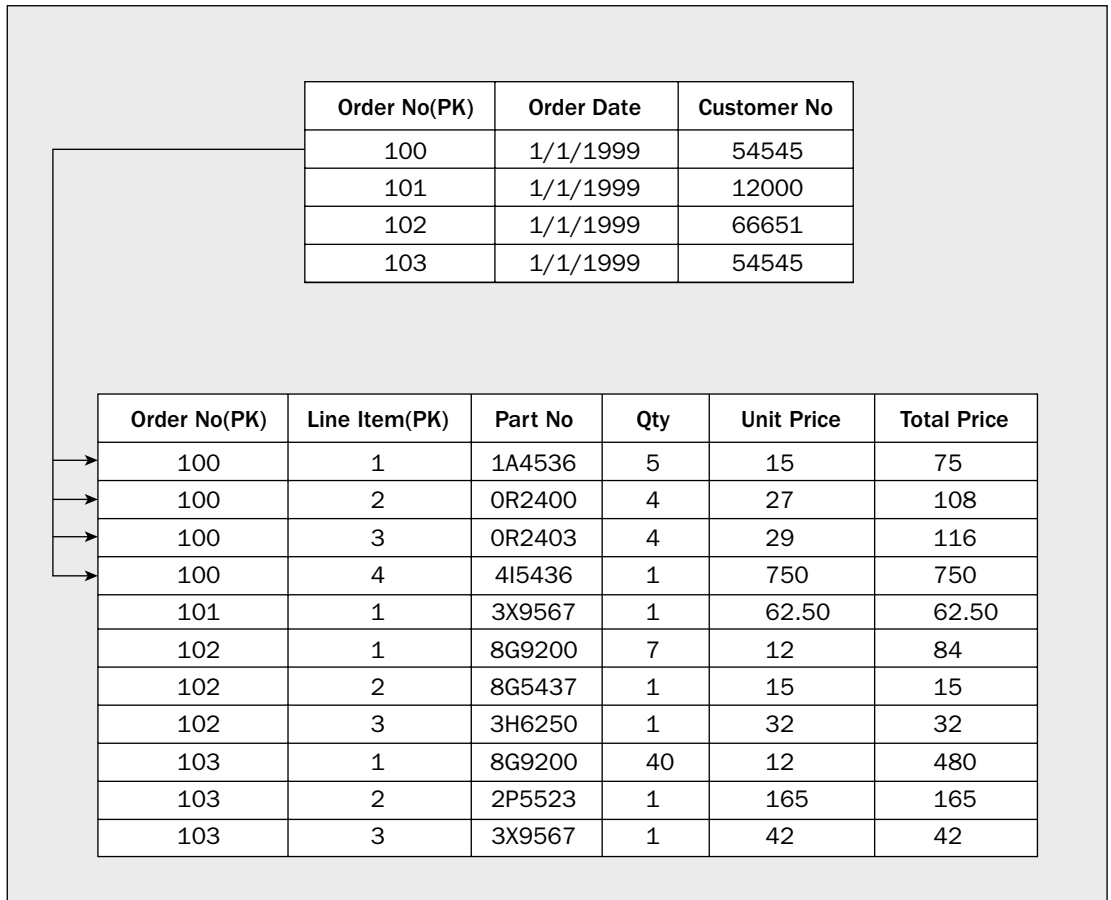 Order No(PK) Order Date Customer No
100 1/1/1999 54545
101 1/1/1999 12000
102 1/1/1999 66651
103 1/1/1999 54545
Order No(PK) Line Item(PK) Part No Qty Unit Price Total Price
100 1 1A4536 5 15 75
100 2 0R2400 4 27 108
100 3 0R2403 4 29 116
100 4 4I5436 1 750 750
101 1 3X9567 1 62.50 62.50
102 1 8G9200 7 12 84
102 2 8G5437 1 15 15
102 3 3H6250 1 32 32
103 1 8G9200 40 12 480
103 2 2P5523 1 165 165
103 3 3X9567 1 42 42